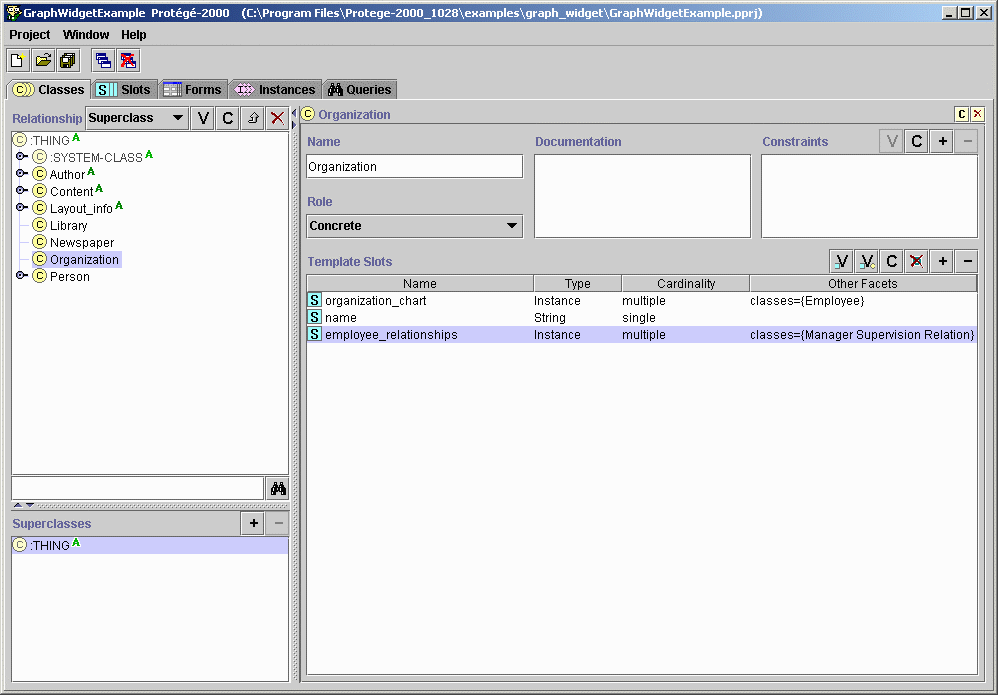 GraphWidgetExample Protégé-2000 (C:\Program Files\Protege-2000_1028\examples\graph_widget\GraphWidgetExample.pprj)
Project Window Help
C Classes S Slots Forms Instances Queries
Relationship Superclass V C
C :THING A
C :SYSTEM-CLASS A
C Author A
C Content A
C Layout_info A
C Library
C Newspaper
C Organization
C Person
Superclasses + −
C :THING A
C Organization C
Name
Organization
Role
Concrete
Documentation
Constraints V C + −
Template Slots V V C + −
Name Type Cardinality Other Facets
S organization_chart Instance multiple classes={Employee}
S name String single
S employee_relationships Instance multiple classes={Manager Supervision Relation}